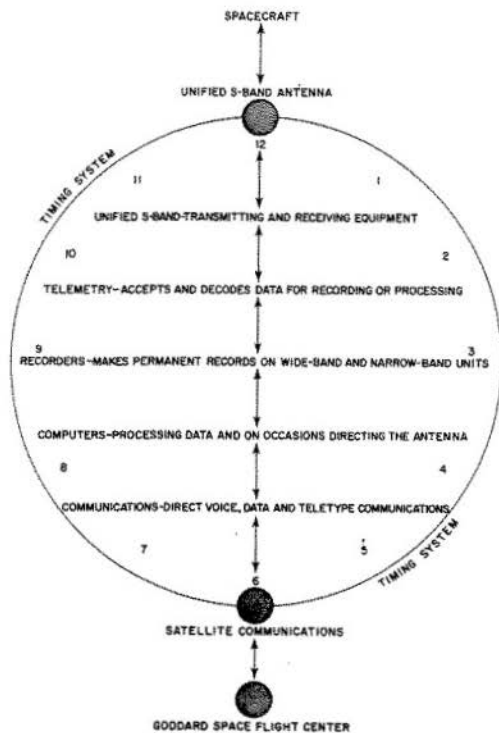 SPACECRAFT
UNIFIED S-BAND ANTENNA
12
TIMING SYSTEM
11
1
UNIFIED S-BAND-TRANSMITTING AND RECEIVING EQUIPMENT
10
2
TELEMETRY-ACCEPTS AND DECODES DATA FOR RECORDING OR PROCESSING
9
3
RECORDERS-MAKES PERMANENT RECORDS ON WIDE-BAND AND NARROW-BAND UNITS
COMPUTERS-PROCESSING DATA AND ON OCCASIONS DIRECTING THE ANTENNA
8
4
COMMUNICATIONS-DIRECT VOICE, DATA AND TELETYPE COMMUNICATIONS
7
5
TIMING SYSTEM
6
SATELLITE COMMUNICATIONS
GODDARD SPACE FLIGHT CENTER